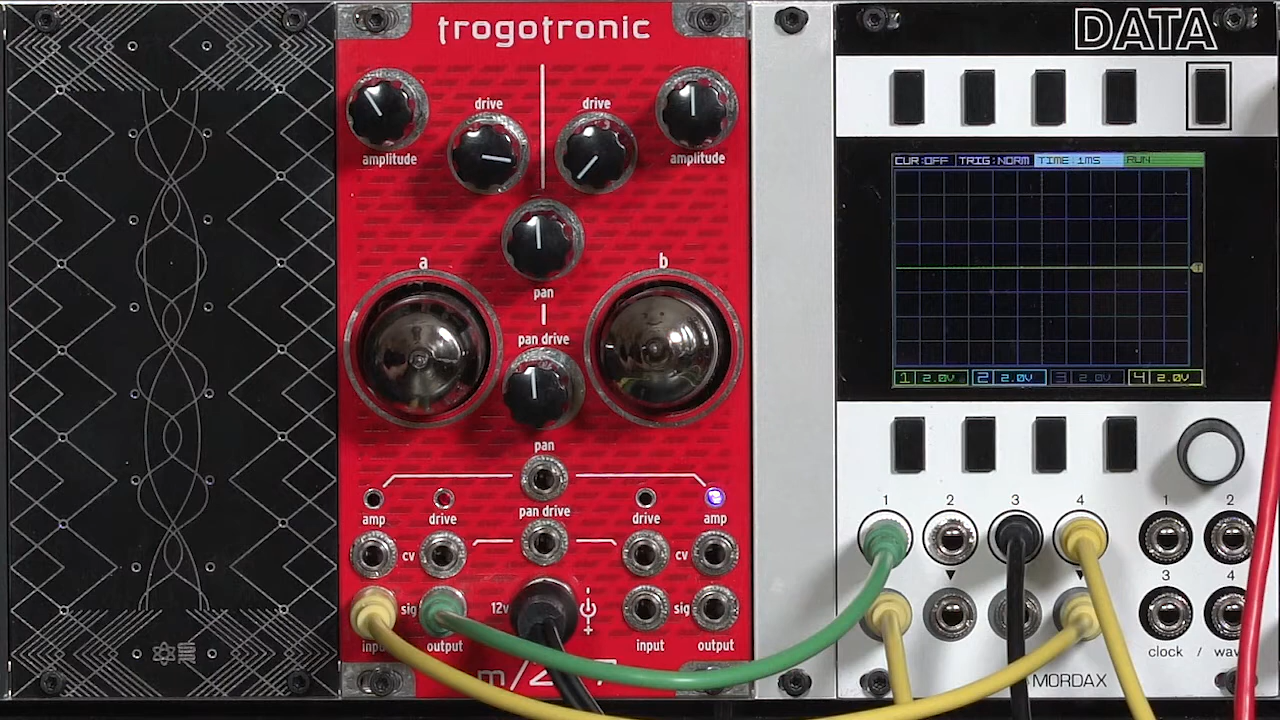 trogotronic
DATA
drive
drive
amplitude
amplitude
CUR:OFF TRIG:NORM TIME:1MS RUN
a
b
pan
pan drive
1 2.0V 2 2.0V 3 2.0V 4 2.0V
pan
1 2 3 4 1 2
amp drive pan drive drive amp
cv cv
3 4
sig 12v - + sig
input output input output
clock / wav
m/
MORDAX